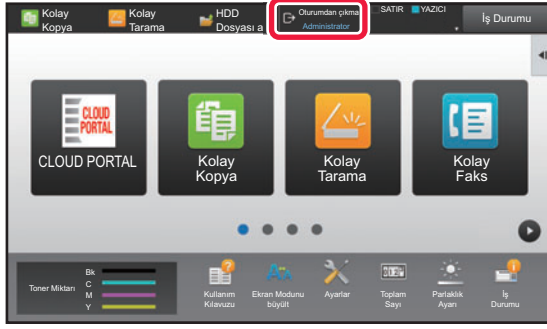 Kolay
Kopya
Kolay
Tarama
HDD
Dosyası a
Oturumdan çıkma
Administrator
SATIR
YAZICI
İş Durumu
CLOUD
PORTAL
CLOUD PORTAL
Kolay
Kopya
Kolay
Tarama
Kolay
Faks
Toner Miktarı
Bk
C
M
Y
Kullanım
Kılavuzu
Ekran Modunu
büyült
Ayarlar
Toplam
Sayı
Parlaklık
Ayarı
İş
Durumu